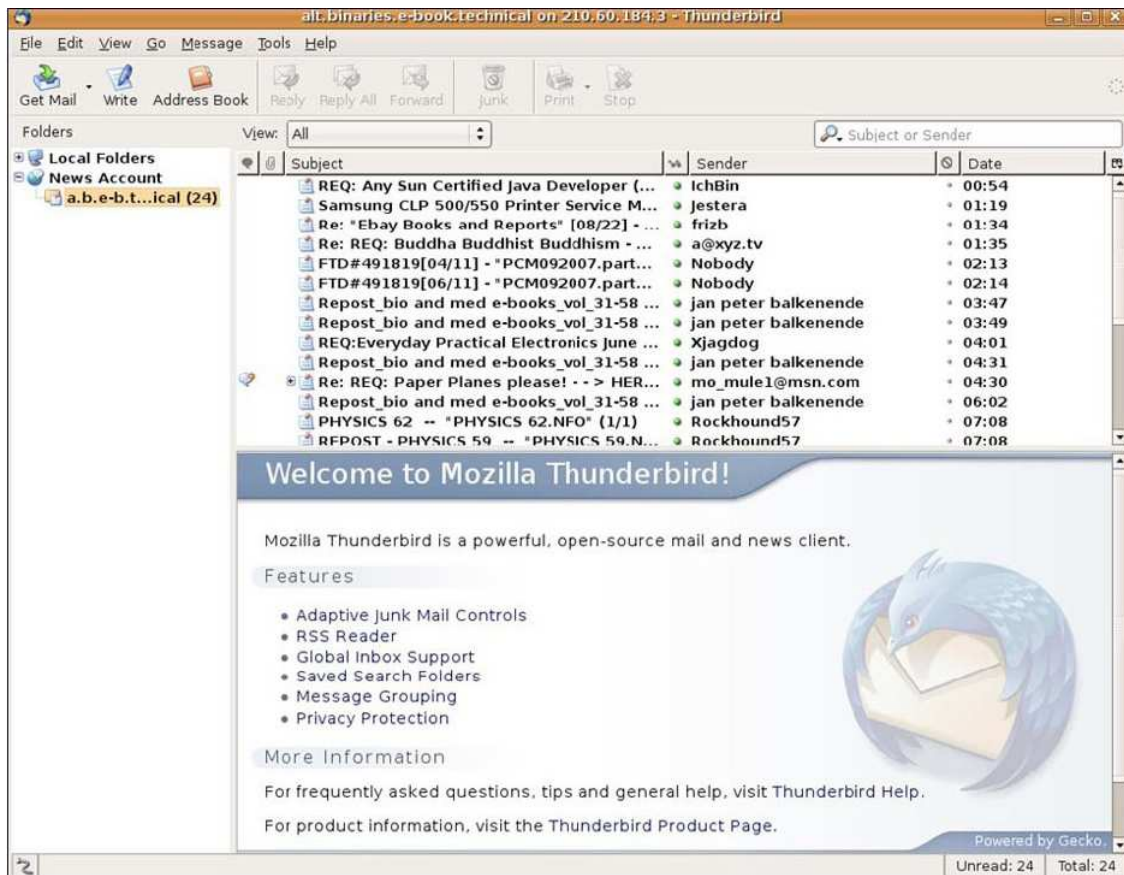 alt.binaries.e-book.technical on 210.60.184.3 - Thunderbird
File Edit View Go Message Tools Help
Get Mail Write Address Book Reply Reply All Forward Junk Print Stop
Folders View: All Subject or Sender
Subject Sender Date
Local Folders
News Account
a.b.e-b.t...ical (24)
REQ: Any Sun Certified Java Developer (... IchBin 00:54
Samsung CLP 500/550 Printer Service M... Jestera 01:19
Re: "Ebay Books and Reports" [08/22] - ... frizb 01:34
Re: REQ: Buddha Buddhist Buddhism - ... a@xyz.tv 01:35
FTD#491819[04/11] - "PCM092007.part... Nobody 02:13
FTD#491819[06/11] - "PCM092007.part... Nobody 02:14
Repost_bio and med e-books_vol_31-58 ... jan peter balkenende 03:47
Repost_bio and med e-books_vol_31-58 ... jan peter balkenende 03:49
REQ:Everyday Practical Electronics June ... Xjagdog 04:01
Repost_bio and med e-books_vol_31-58 ... jan peter balkenende 04:31
Re: REQ: Paper Planes please! - - > HER... mo_mule1@msn.com 04:30
Repost_bio and med e-books_vol_31-58 ... jan peter balkenende 06:02
PHYSICS 62 -- "PHYSICS 62.NFO" (1/1) Rockhound57 07:08
REPOST - PHYSICS 59 -- "PHYSICS 59.N... Rockhound57 07:08
Welcome to Mozilla Thunderbird!
Mozilla Thunderbird is a powerful, open-source mail and news client.
Features
Adaptive Junk Mail Controls
RSS Reader
Global Inbox Support
Saved Search Folders
Message Grouping
Privacy Protection
More Information
For frequently asked questions, tips and general help, visit Thunderbird Help.
For product information, visit the Thunderbird Product Page.
Powered by Gecko.
Unread: 24 Total: 24